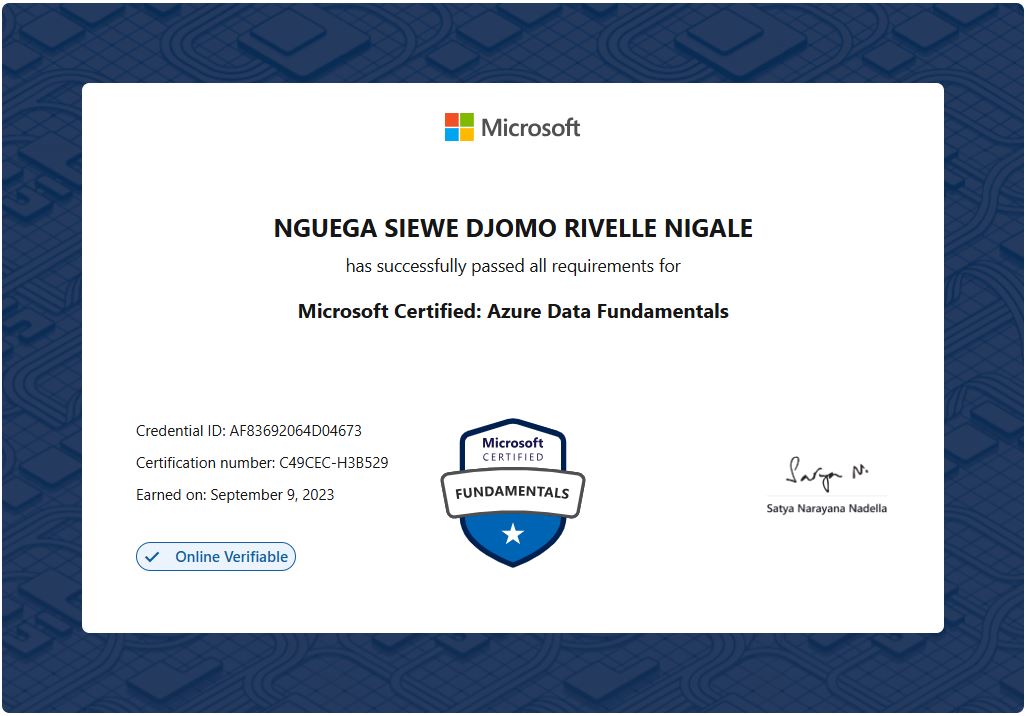 Microsoft
NGUEGA SIEWE DJOMO RIVELLE NIGALE
has successfully passed all requirements for
Microsoft Certified: Azure Data Fundamentals
Credential ID: AF83692064D04673
Certification number: C49CEC-H3B529
Earned on: September 9, 2023
Online Verifiable
Microsoft
CERTIFIED
FUNDAMENTALS
Satya N.
Satya Narayana Nadella